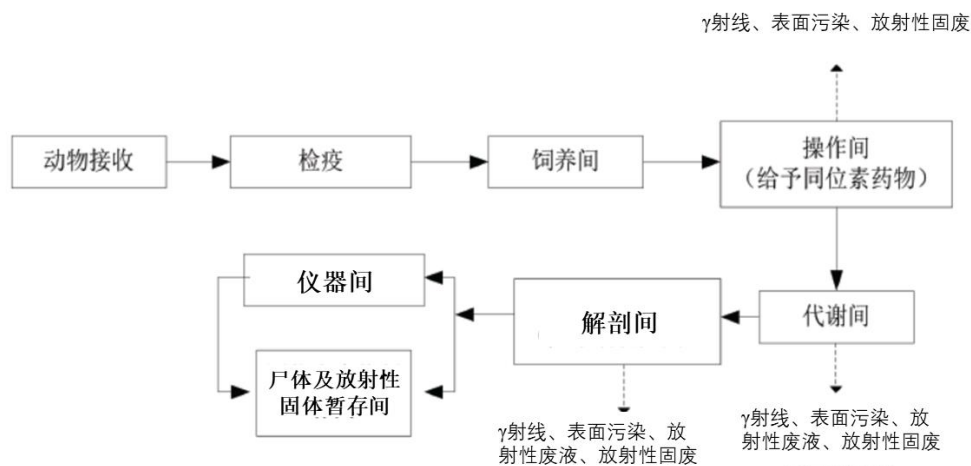 γ射线、表面污染、放射性固废
动物接收
检疫
饲养间
操作间
（给予同位素药物）
仪器间
解剖间
代谢间
尸体及放射性
固体暂存间
γ射线、表面污染、放
射性废液、放射性固废
γ射线、表面污染、放
射性废液、放射性固废